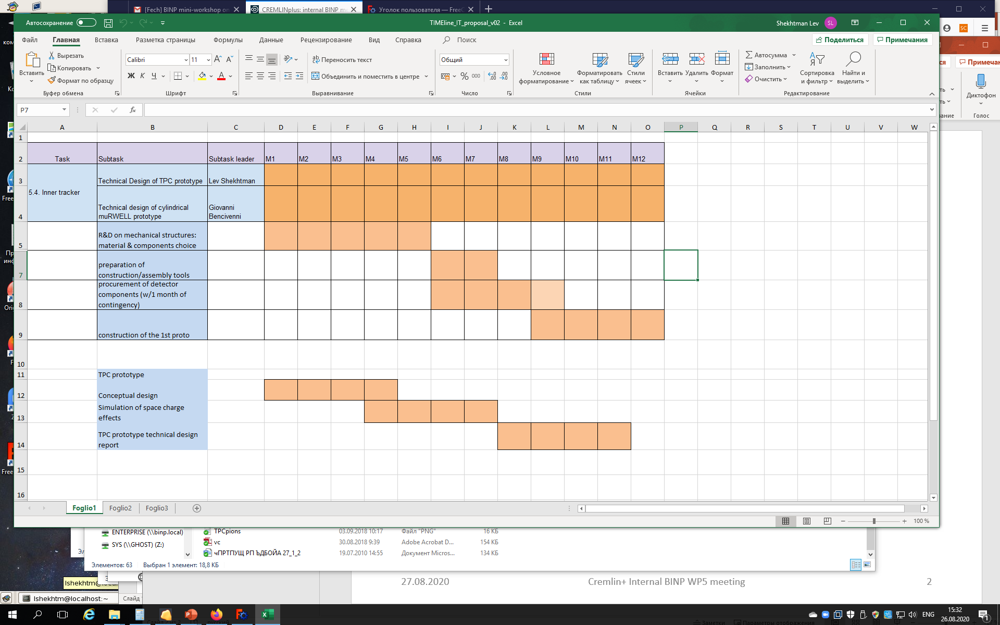 [Fech] BINP mini-workshop on
CREMLINplus: internal BINP m
Уголок пользователя — FreeC
Автосохранение
TIMEline_IT_proposal_v02 - Excel
Shekhtman Lev
SL
Файл
Главная
Вставка
Разметка страницы
Формулы
Данные
Рецензирование
Вид
Справка
Поиск
Поделиться
Примечания
Вставить
Вырезать
Копировать
Формат по образцу
Буфер обмена
Calibri
11
Ж К Ч
Шрифт
Переносить текст
Объединить и поместить в центре
Выравнивание
Общий
% 000
Число
Условное форматирование
Форматировать как таблицу
Стили ячеек
Стили
Вставить
Удалить
Формат
Ячейки
Автосумма
Заполнить
Очистить
Сортировка и фильтр
Найти и выделить
Редактирование
Примечан
Диктофон
Голос
P7
fx
A B C D E F G H I J K L M N O P Q R S T U V W
1
2 Task Subtask Subtask leader M1 M2 M3 M4 M5 M6 M7 M8 M9 M10 M11 M12
3 Technical Design of TPC prototype Lev Shekhtman
5.4. Inner tracker
4 Technical design of cylindrical muRWELL prototype Giovanni Bencivenni
5 R&D on mechanical structures: material & components choice
7 preparation of construction/assembly tools
8 procurement of detector components (w/1 month of contingency)
9 construction of the 1st proto
10
11 TPC prototype
12 Conceptual design
13 Simulation of space charge effects
14 TPC prototype technical design report
15
16
Foglio1
Foglio2
Foglio3
100 %
ENTERPRISE (\\binp.local)
SYS (\\GHOST) (Z:)
TPCpions 03.09.2018 10:17 Файл "PNG" 16 КБ
vc 30.08.2018 9:39 Adobe Acrobat D... 154 КБ
чПРТПУЩ РП ЪДБОЙА 27_1_2 19.07.2010 14:55 Документ Micros... 134 КБ
Элементов: 63
Выбран 1 элемент: 18,8 КБ
27.08.2020
Cremlin+ Internal BINP WP5 meeting
2
lshekhtm@local
lshekhtm@localhost:~
Слайд
Заметки
Параметры отображения
ENG
15:32
26.08.2020
1